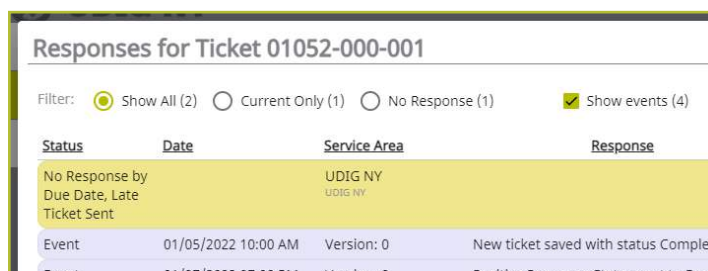 Responses for Ticket 01052-000-001
Filter: Show All (2) Current Only (1) No Response (1) Show events (4)
Status Date Service Area Response
No Response by UDIG NY
Due Date, Late UDIG NY
Ticket Sent
Event 01/05/2022 10:00 AM Version: 0 New ticket saved with status Comple